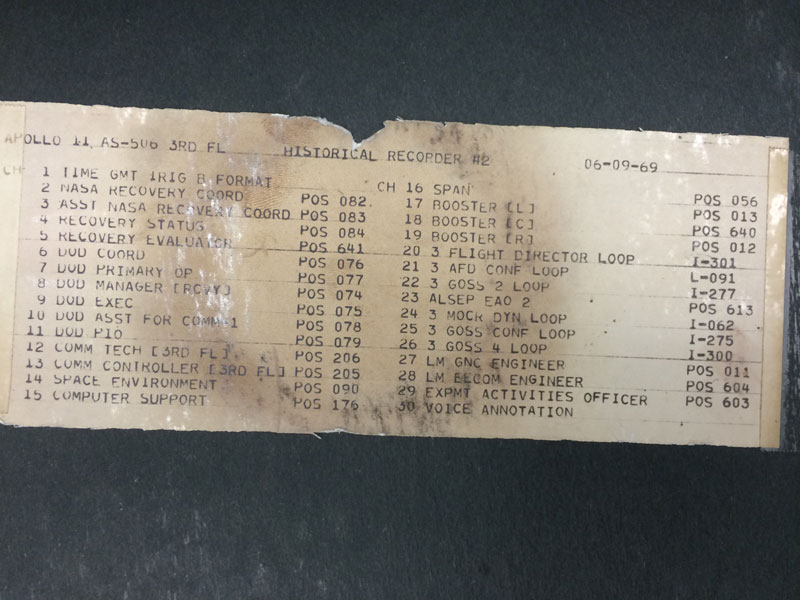 APOLLO 11, AS-506 3RD FL HISTORICAL RECORDER #2 06-09-69
CH 1 TIME GMT IRIG B FORMAT
2 NASA RECOVERY COORD POS 082
3 ASST NASA RECOVERY COORD POS 083
4 RECOVERY STATUS POS 084
5 RECOVERY EVALUATOR POS 641
6 DOD COORD POS 076
7 DOD PRIMARY OP POS 077
8 DOD MANAGER [RCVY] POS 074
9 DOD EXEC POS 075
10 DOD ASST FOR COMM-1 POS 078
11 DOD PIO POS 079
12 COMM TECH [3RD FL] POS 206
13 COMM CONTROLLER [3RD FL] POS 205
14 SPACE ENVIRONMENT POS 090
15 COMPUTER SUPPORT POS 176
CH 16 SPAN POS 056
17 BOOSTER [L] POS 013
18 BOOSTER [C] POS 640
19 BOOSTER [R] POS 012
20 3 FLIGHT DIRECTOR LOOP I-301
21 3 AFD CONF LOOP L-091
22 3 GOSS 2 LOOP I-277
23 ALSEP EAO 2 POS 613
24 3 MOCR DYN LOOP I-062
25 3 GOSS CONF LOOP I-275
26 3 GOSS 4 LOOP I-300
27 LM GNC ENGINEER POS 011
28 LM EECOM ENGINEER POS 604
29 EXPMT ACTIVITIES OFFICER POS 603
30 VOICE ANNOTATION